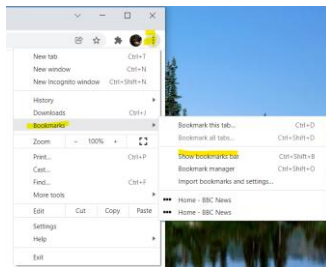 New tab Ctrl+T
New window Ctrl+N
New Incognito window Ctrl+Shift+N
History
Downloads Ctrl+J
Bookmarks
Zoom - 100% +
Print... Ctrl+P
Cast...
Find... Ctrl+F
More tools
Edit Cut Copy Paste
Settings
Help
Exit
Bookmark this tab... Ctrl+D
Bookmark all tabs... Ctrl+Shift+D
Show bookmarks bar Ctrl+Shift+B
Bookmark manager Ctrl+Shift+O
Import bookmarks and settings...
Home - BBC News
Home - BBC News